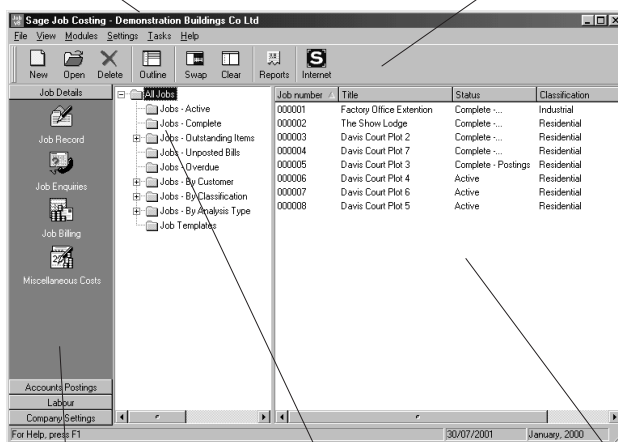 Sage Job Costing - Demonstration Buildings Co Ltd
File View Modules Settings Tasks Help
New Open Delete Outline Swap Clear Reports Internet
Job Details
Job Record
Job Enquiries
Job Billing
Miscellaneous Costs
Accounts Postings
Labour
Company Settings
All Jobs
Jobs - Active
Jobs - Complete
Jobs - Outstanding Items
Jobs - Unposted Bills
Jobs - Overdue
Jobs - By Customer
Jobs - By Classification
Jobs - By Analysis Type
Job Templates
Job number Title Status Classification
000001 Factory Office Extention Complete -... Industrial
000002 The Show Lodge Complete -... Residential
000003 Davis Court Plot 2 Complete -... Residential
000004 Davis Court Plot 7 Complete -... Residential
000005 Davis Court Plot 3 Complete - Postings Residential
000006 Davis Court Plot 4 Active Residential
000007 Davis Court Plot 6 Active Residential
000008 Davis Court Plot 5 Active Residential
For Help, press F1 30/07/2001 January, 2000